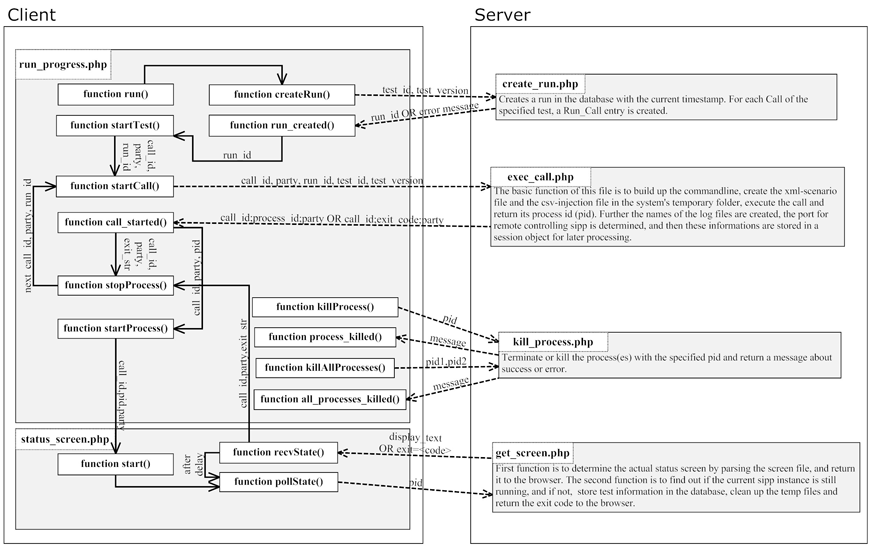 Client
Server
run_progress.php
function run()
function createRun()
test_id, test_version
create_run.php
Creates a run in the database with the current timestamp. For each Call of the
specified test, a Run_Call entry is created.
function startTest()
function run_created()
run_id OR error message
run_id
call_id,
party,
run_id
function startCall()
call_id, party, run_id, test_id, test_version
exec_call.php
The basic function of this file is to build up the commandline, create the xml-scenario
file and the csv-injection file in the system's temporary folder, execute the call and
return its process id (pid). Further the names of the log files are created, the port for
remote controlling sipp is determined, and then these informations are stored in a
session object for later processing.
function call_started()
call_id;process_id;party OR call_id;exit_code;party
next_call_id, party, run_id
call_id,
party,
exit_str
call_id, party, pid
function stopProcess()
function startProcess()
call_id,party,exit_str
function killProcess()
pid
function process_killed()
message
kill_process.php
Terminate or kill the process(es) with the specified pid and return a message about
success or error.
function killAllProcesses()
pid1,pid2
function all_processes_killed()
message
call_id,pid,party
status_screen.php
function start()
after
delay
function recvState()
display_text
OR exit=<code>
function pollState()
pid
get_screen.php
First function is to determine the actual status screen by parsing the screen file, and return
it to the browser. The second function is to find out if the current sipp instance is still
running, and if not, store test information in the database, clean up the temp files and
return the exit code to the browser.